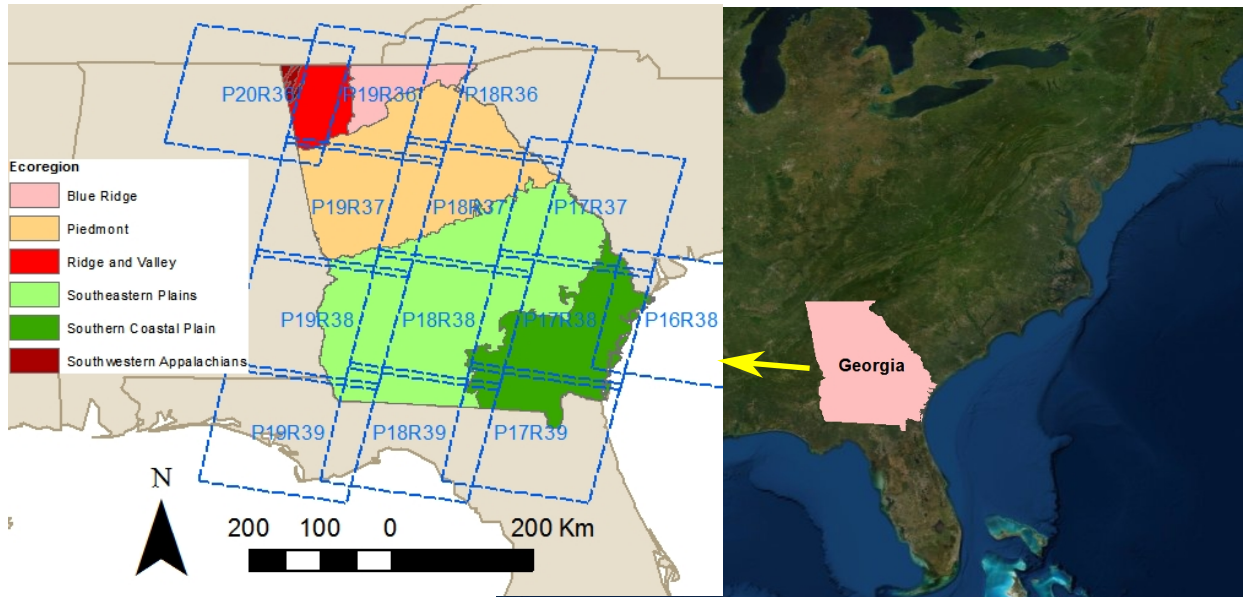 P20R36 P19R36 P18R36
Ecoregion
Blue Ridge
Piedmont
Ridge and Valley
Southeastern Plains
Southern Coastal Plain
Southwestern Appalachians
P19R37 P18R37 P17R37
P19R38 P18R38 P17R38 P16R38
P19R39 P18R39 P17R39
N
200 100 0 200 Km
Georgia